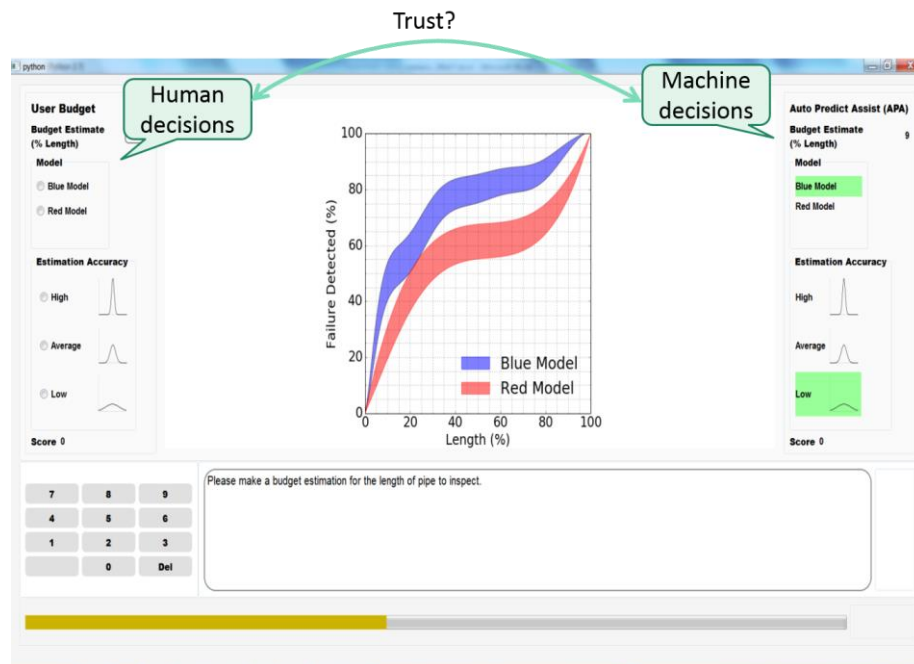 Trust?
python
Human
decisions
Machine
decisions
User Budget
Budget Estimate
(% Length)
Model
Blue Model
Red Model
Estimation Accuracy
High
Average
Low
Score 0
100
80
60
40
20
0
Failure Detected (%)
0 20 40 60 80 100
Length (%)
Blue Model
Red Model
Auto Predict Assist (APA)
Budget Estimate
(% Length)
9
Model
Blue Model
Red Model
Estimation Accuracy
High
Average
Low
Score 0
7 8 9
4 5 6
1 2 3
0 Del
Please make a budget estimation for the length of pipe to inspect.